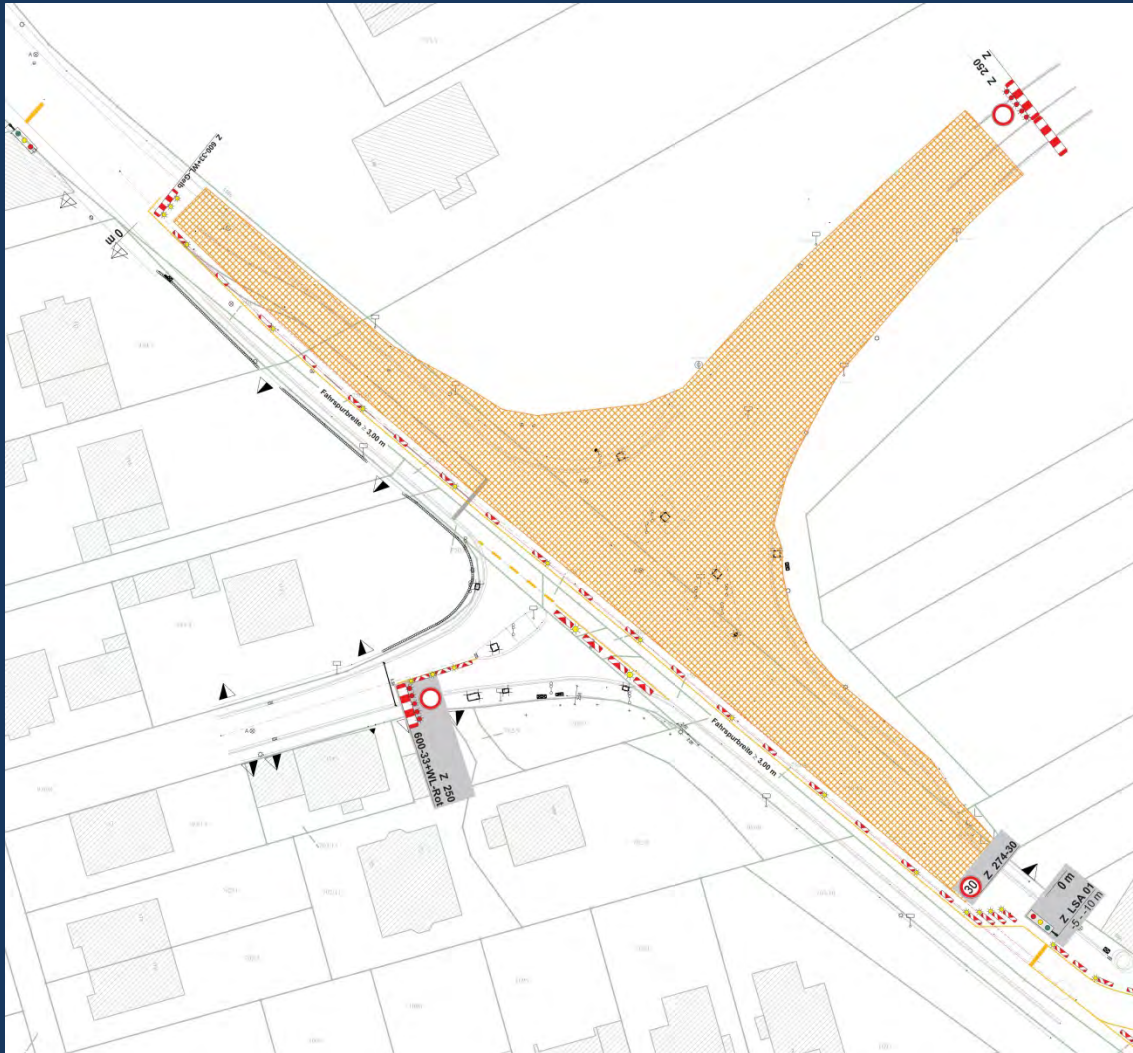 Z 250
Z
Z 600-33+WL-Gelb
0 m
Fahrspurbreite ≥ 3,00 m
Z 250
600-33+WL-Rot
Fahrspurbreite ≥ 3,00 m
30
Z 274-30
0 m
Z LSA 01
-5 - -10 m